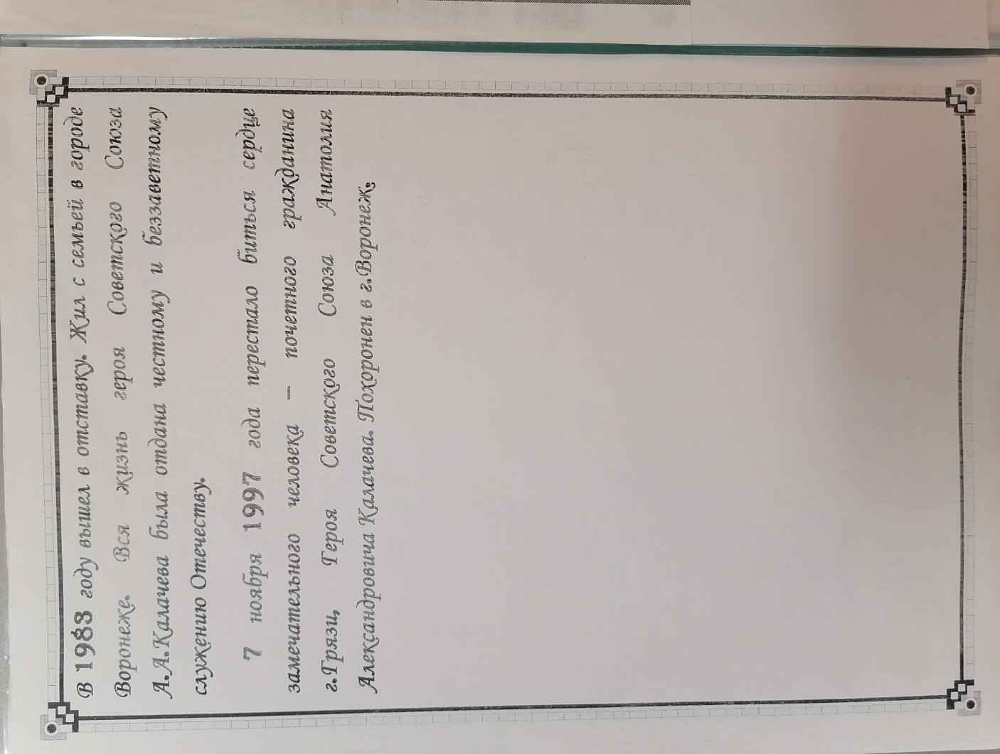 В 1983 году вышел в отставку. Жил с семьей в городе
Воронеже. Вся жизнь героя Советского Союза
А.А.Калачева была отдана честному и беззаветному
служению Отечеству.
7 ноября 1997 года перестало биться сердце
замечательного человека – почетного гражданина
г.Грязи, Героя Советского Союза Анатолия
Александровича Калачева. Похоронен в г.Воронеж.